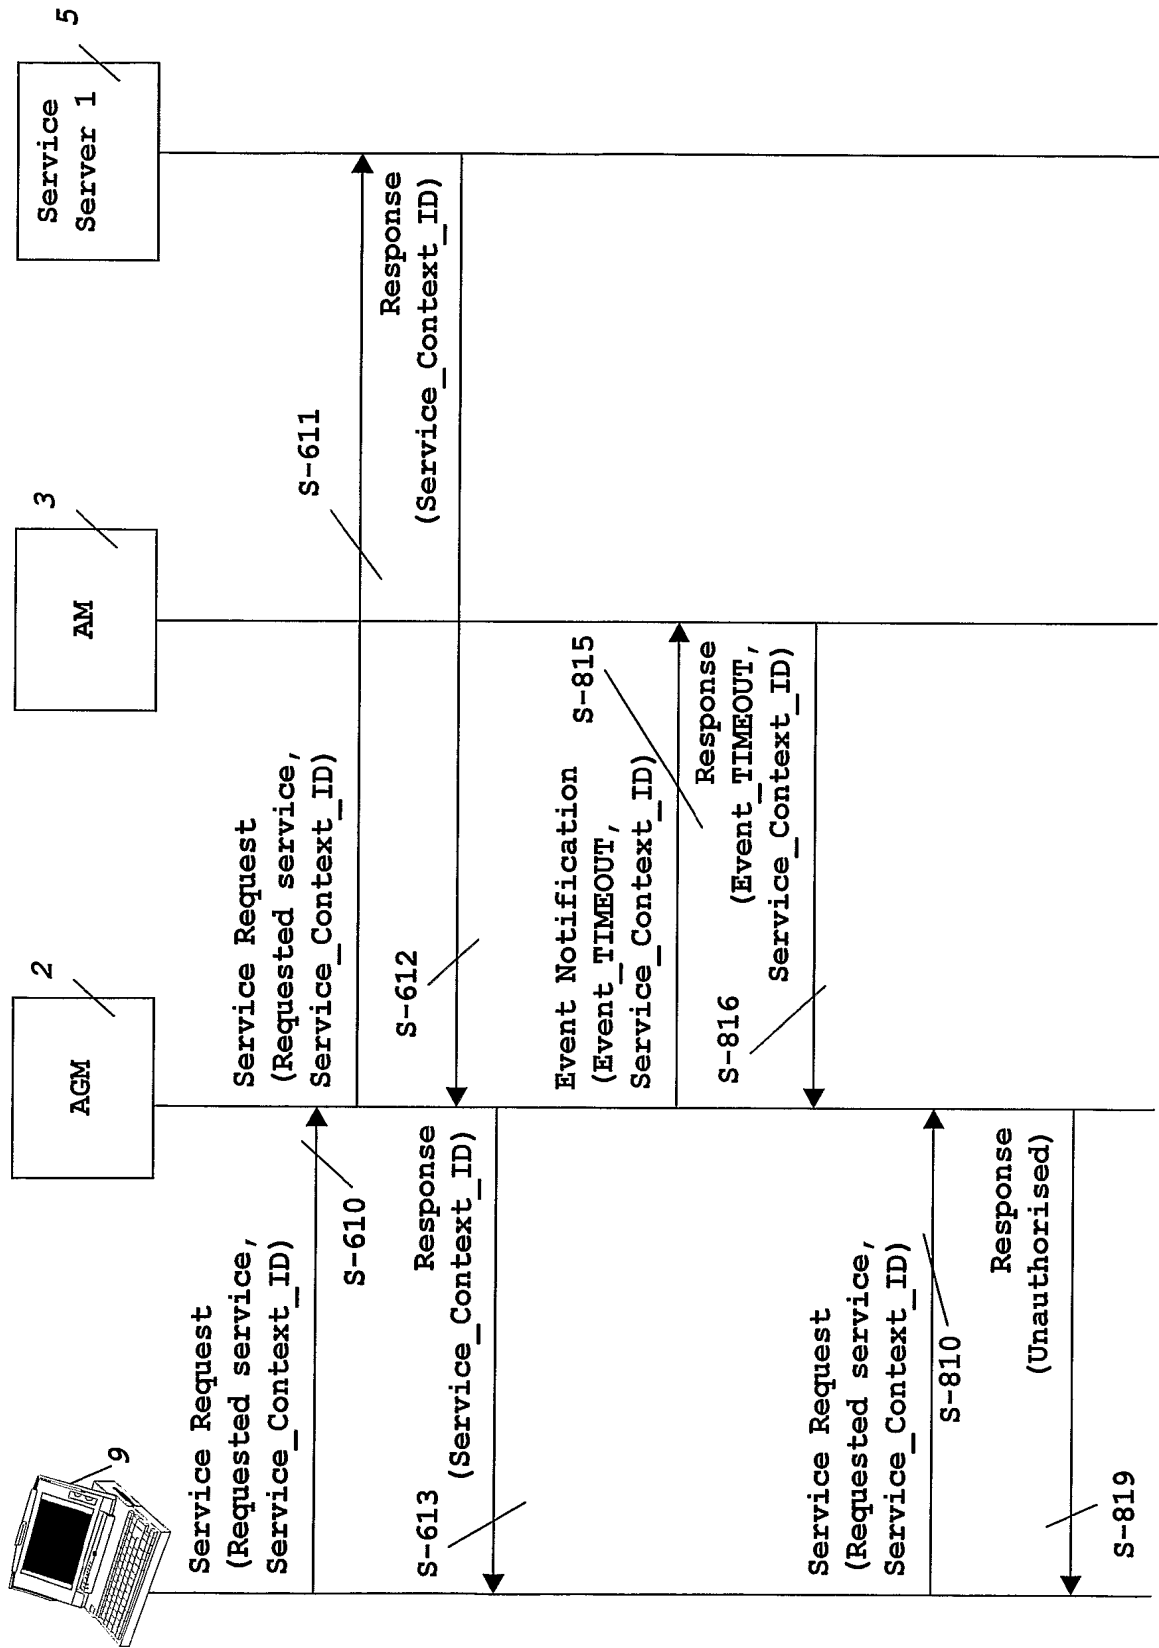 9
AGM
2
AM
3
Service
Server 1
5
Service Request
(Requested service,
Service_Context_ID)
S-610
Service Request
(Requested service,
Service_Context_ID)
S-611
Response
(Service_Context_ID)
S-612
Response
(Service_Context_ID)
S-613
Event Notification
(Event_TIMEOUT,
Service_Context_ID)
S-815
Response
(Event_TIMEOUT,
Service_Context_ID)
S-816
Service Request
(Requested service,
Service_Context_ID)
S-810
Response
(Unauthorised)
S-819